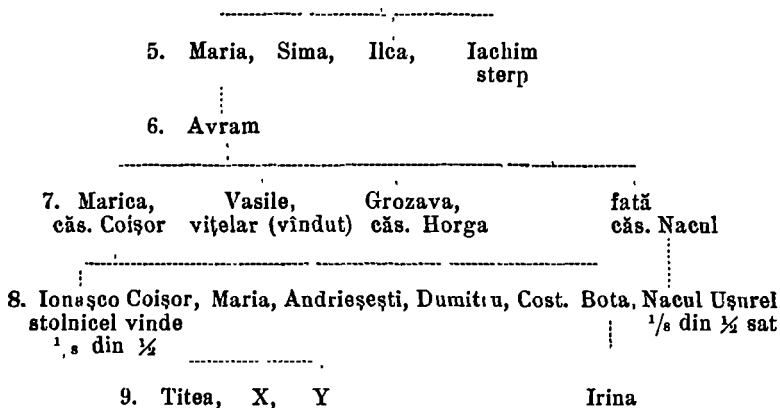 5. Maria, Sima, Ilca, Iachim
sterp
6. Avram
7. Marica, Vasile, Grozava, fată
căs. Coișor vițelar (vîndut) căs. Horga căs. Nacul
8. Ionașco Coișor, Maria, Andrieșești, Dumitru, Cost. Bota, Nacul Ușurel
stolnicel vinde 1/8 din ½ sat
1/8 din ½
9. Titea, X, Y Irina